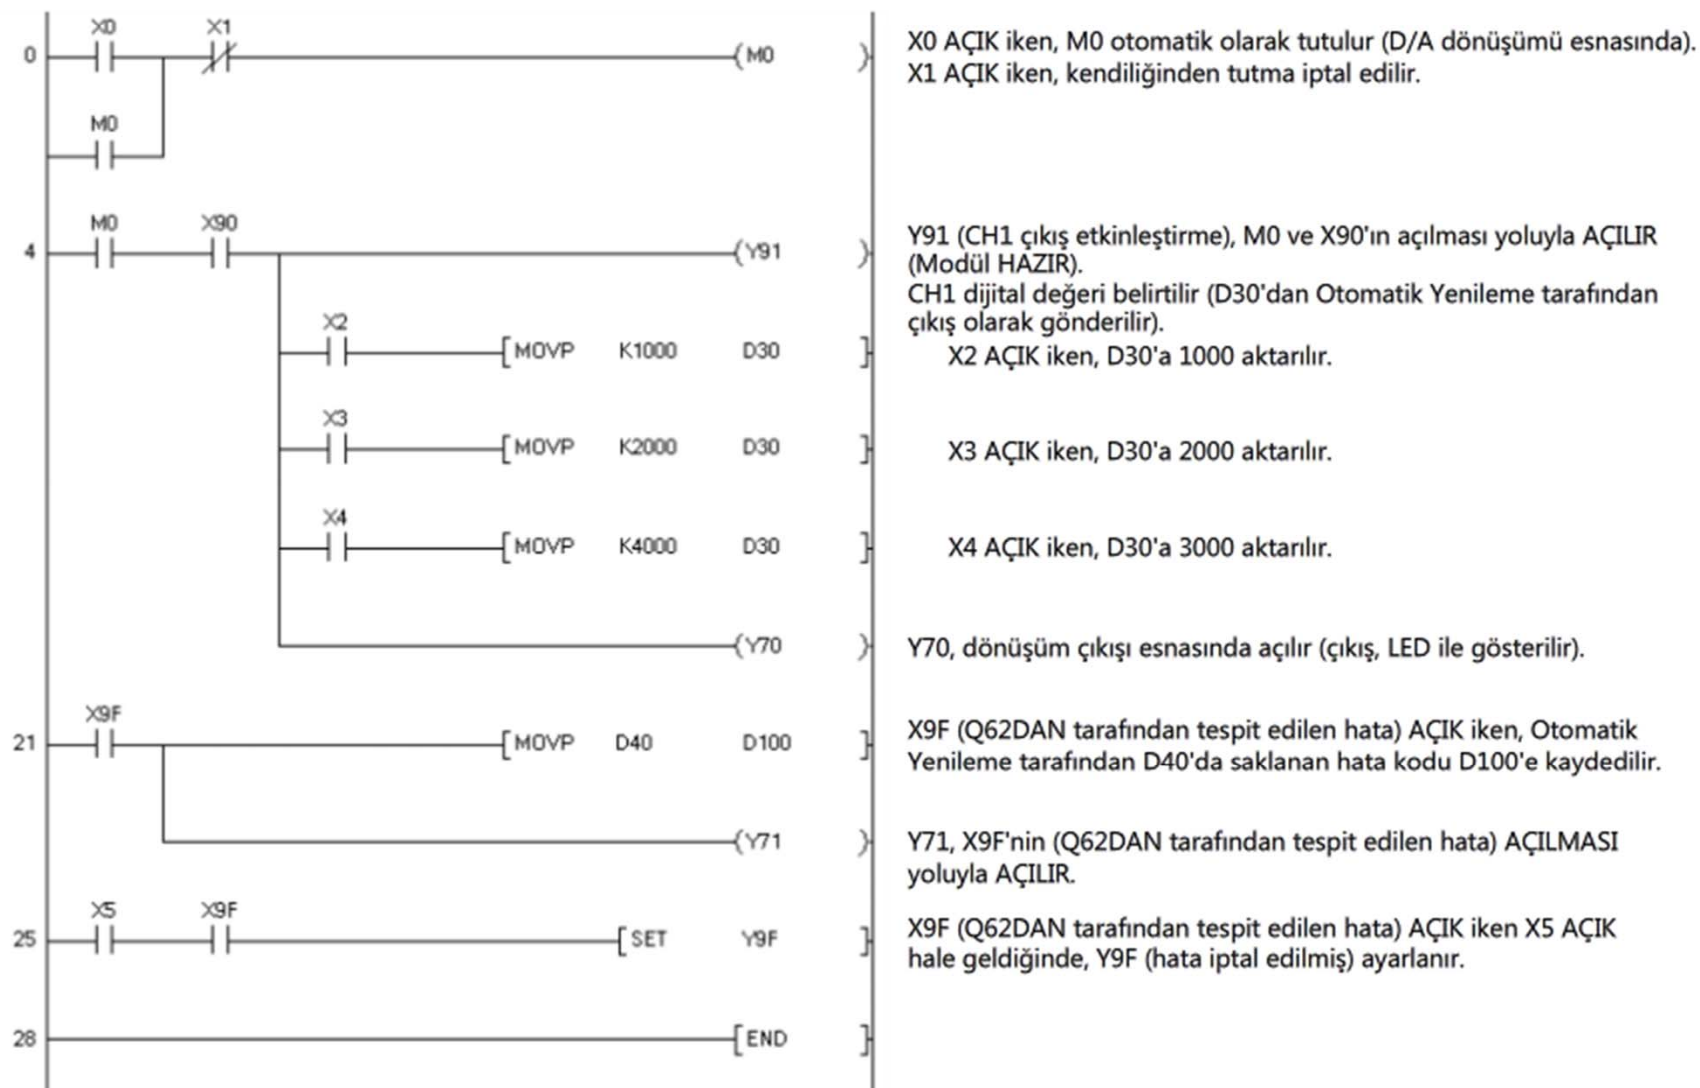 X0 X1
0 (M0 ) X0 AÇIK iken, M0 otomatik olarak tutulur (D/A dönüşümü esnasında).
X1 AÇIK iken, kendiliğinden tutma iptal edilir.
M0
M0 X90
4 (Y91 ) Y91 (CH1 çıkış etkinleştirme), M0 ve X90'ın açılması yoluyla AÇILIR
(Modül HAZIR).
CH1 dijital değeri belirtilir (D30'dan Otomatik Yenileme tarafından
çıkış olarak gönderilir).
X2
[MOVP K1000 D30 ] X2 AÇIK iken, D30'a 1000 aktarılır.
X3
[MOVP K2000 D30 ] X3 AÇIK iken, D30'a 2000 aktarılır.
X4
[MOVP K4000 D30 ] X4 AÇIK iken, D30'a 3000 aktarılır.
(Y70 ) Y70, dönüşüm çıkışı esnasında açılır (çıkış, LED ile gösterilir).
X9F
21 [MOVP D40 D100 ] X9F (Q62DAN tarafından tespit edilen hata) AÇIK iken, Otomatik
Yenileme tarafından D40'da saklanan hata kodu D100'e kaydedilir.
(Y71 ) Y71, X9F'nin (Q62DAN tarafından tespit edilen hata) AÇILMASI
yoluyla AÇILIR.
X5 X9F
25 [SET Y9F ] X9F (Q62DAN tarafından tespit edilen hata) AÇIK iken X5 AÇIK
hale geldiğinde, Y9F (hata iptal edilmiş) ayarlanır.
28 [END ]